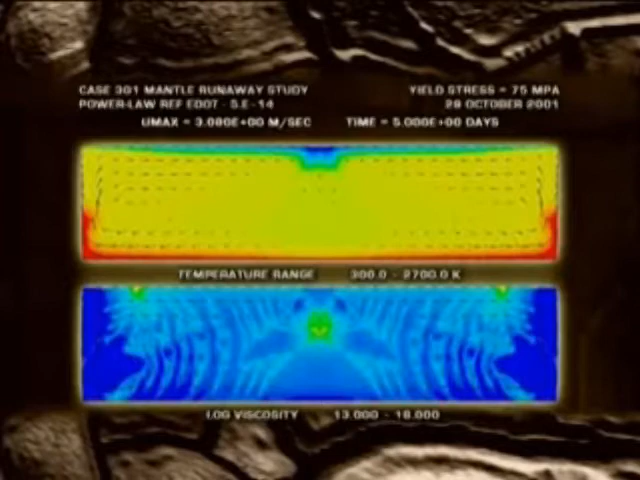 CASE 301 MANTLE RUNAWAY STUDY YIELD STRESS = 75 MPA
POWER-LAW REF EDOT - 5.E-14 29 OCTOBER 2001
UMAX = 3.080E+00 M/SEC TIME = 5.000E+00 DAYS
TEMPERATURE RANGE 300.0 - 2700.0 K
LOG VISCOSITY 13.000 - 18.000